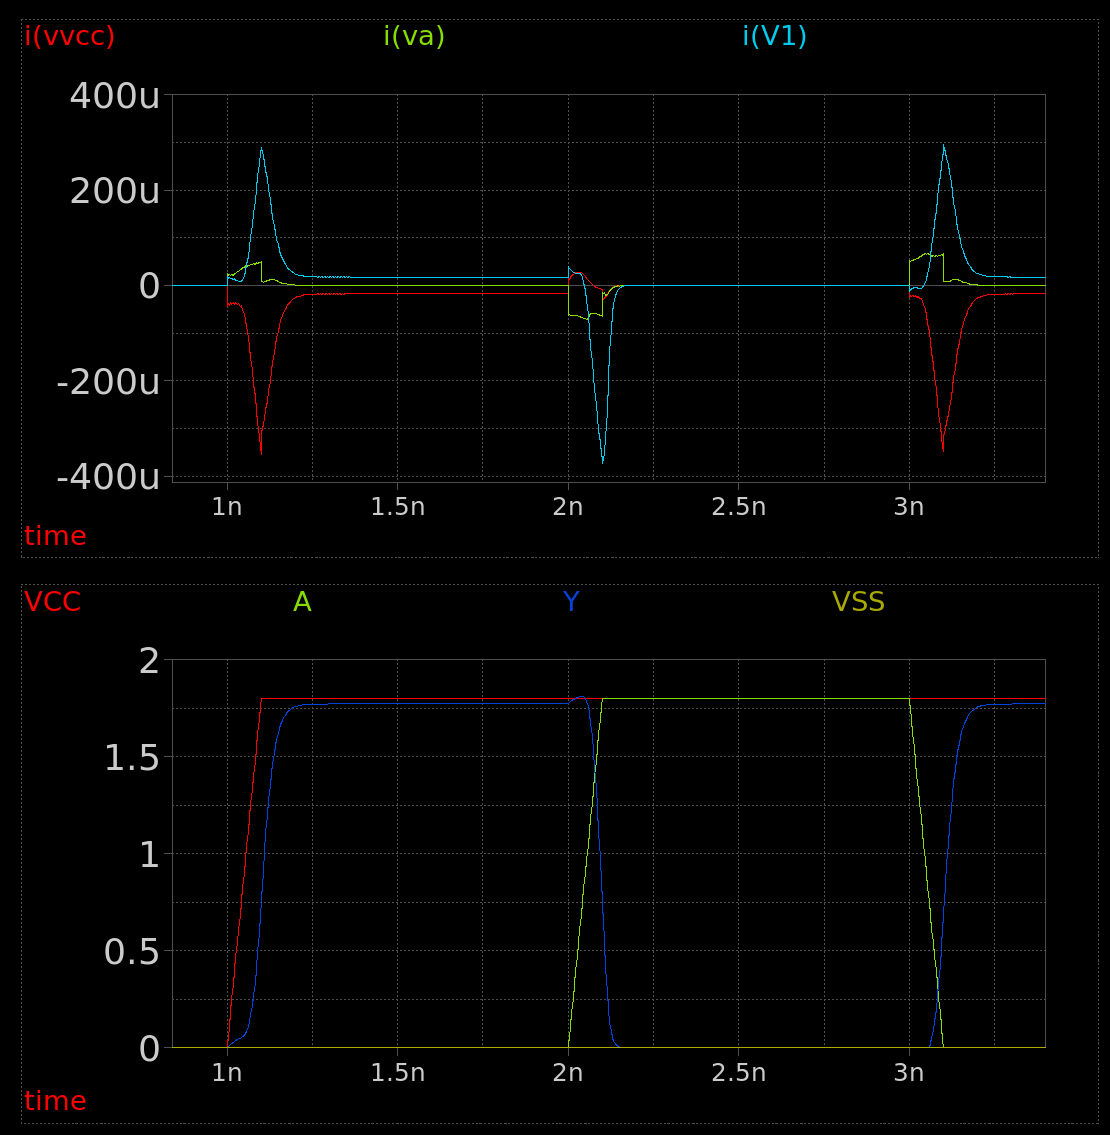 i(vvcc) i(va) i(V1)
400u
200u
0
-200u
-400u
1n 1.5n 2n 2.5n 3n
time
VCC A Y VSS
2
1.5
1
0.5
0
1n 1.5n 2n 2.5n 3n
time